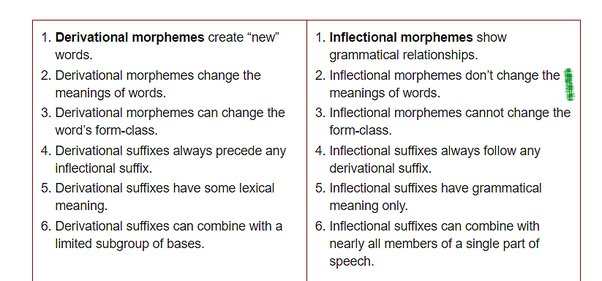 1. Derivational morphemes create “new”
words.
2. Derivational morphemes change the
meanings of words.
3. Derivational morphemes can change the
word’s form-class.
4. Derivational suffixes always precede any
inflectional suffix.
5. Derivational suffixes have some lexical
meaning.
6. Derivational suffixes can combine with a
limited subgroup of bases.
1. Inflectional morphemes show
grammatical relationships.
2. Inflectional morphemes don’t change the
meanings of words.
3. Inflectional morphemes cannot change the
form-class.
4. Inflectional suffixes always follow any
derivational suffix.
5. Inflectional suffixes have grammatical
meaning only.
6. Inflectional suffixes can combine with
nearly all members of a single part of
speech.